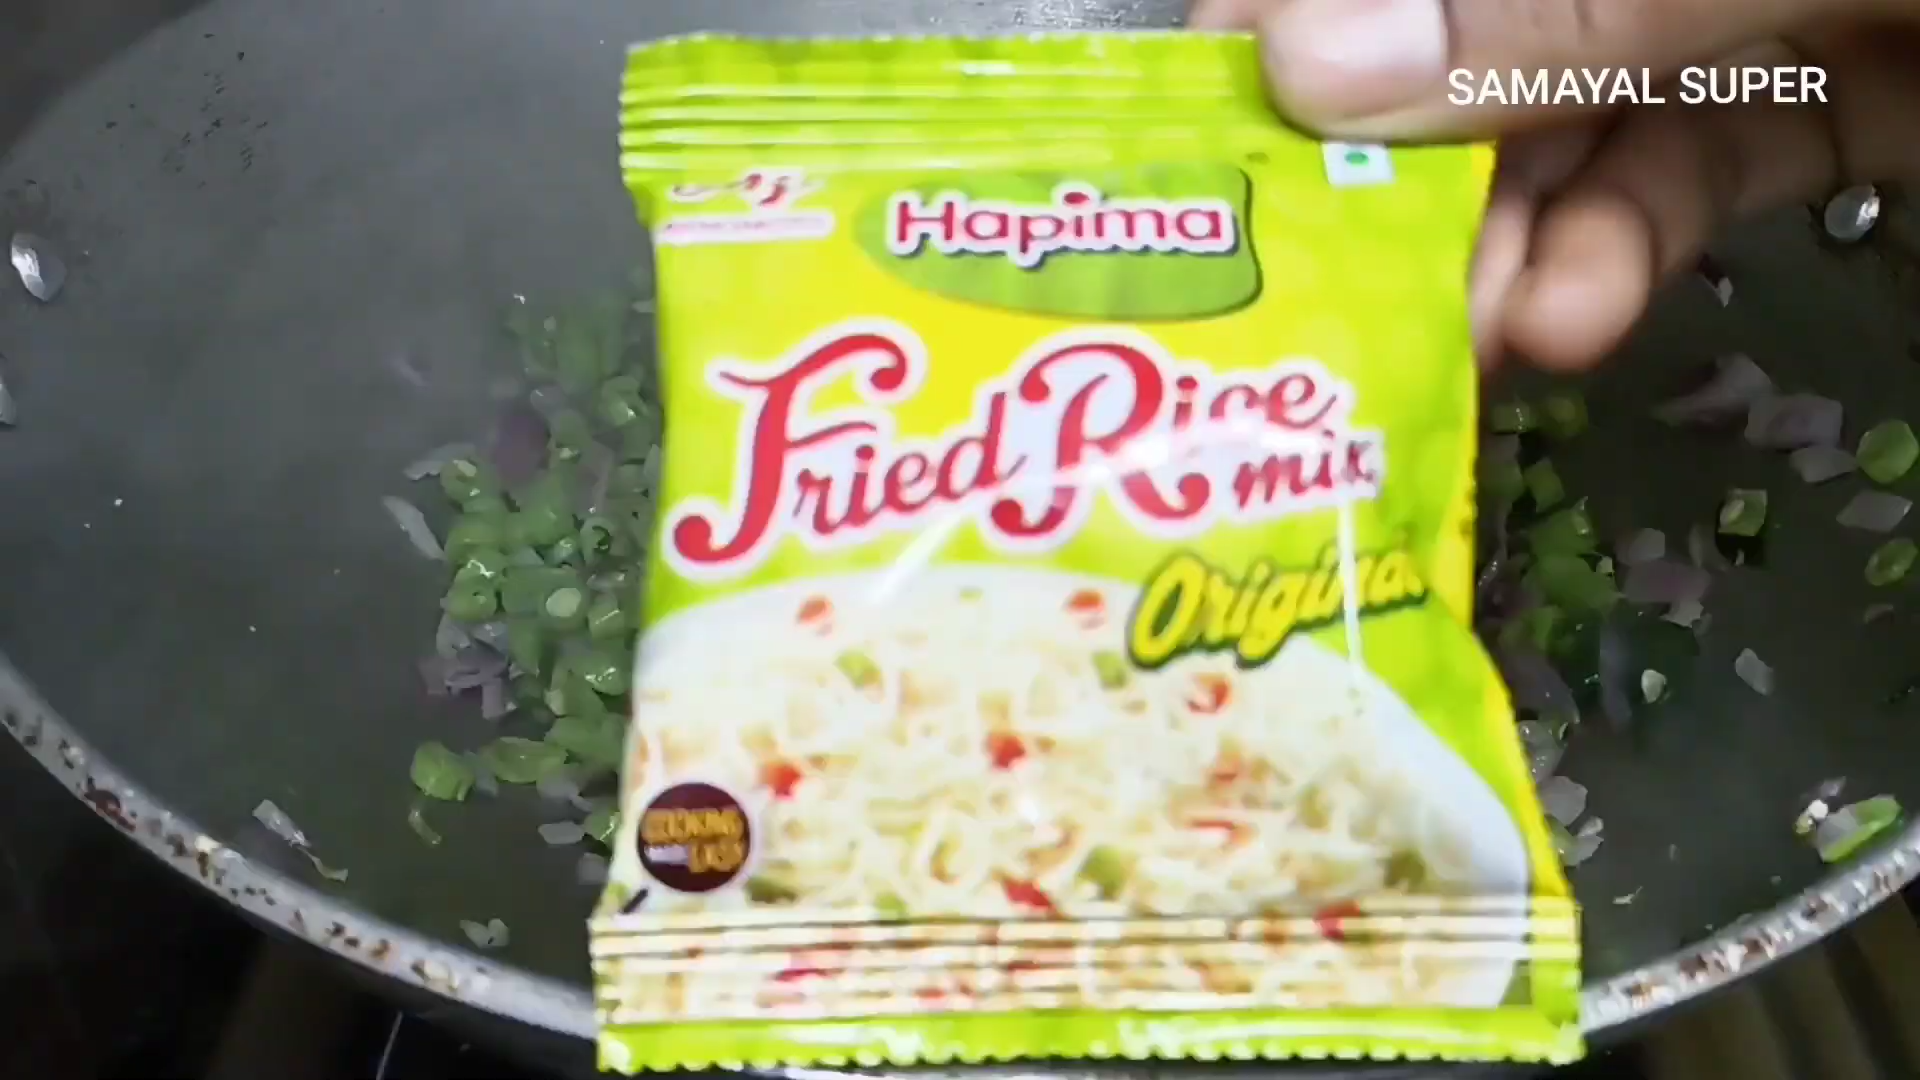 SAMAYAL SUPER
Hapima
Fried Rice
mix
Original